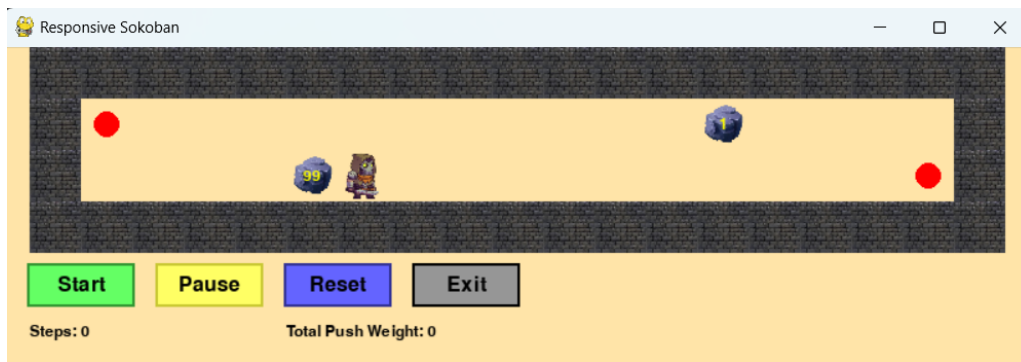 Responsive Sokoban
1
99
Start Pause Reset Exit
Steps: 0 Total Push Weight: 0